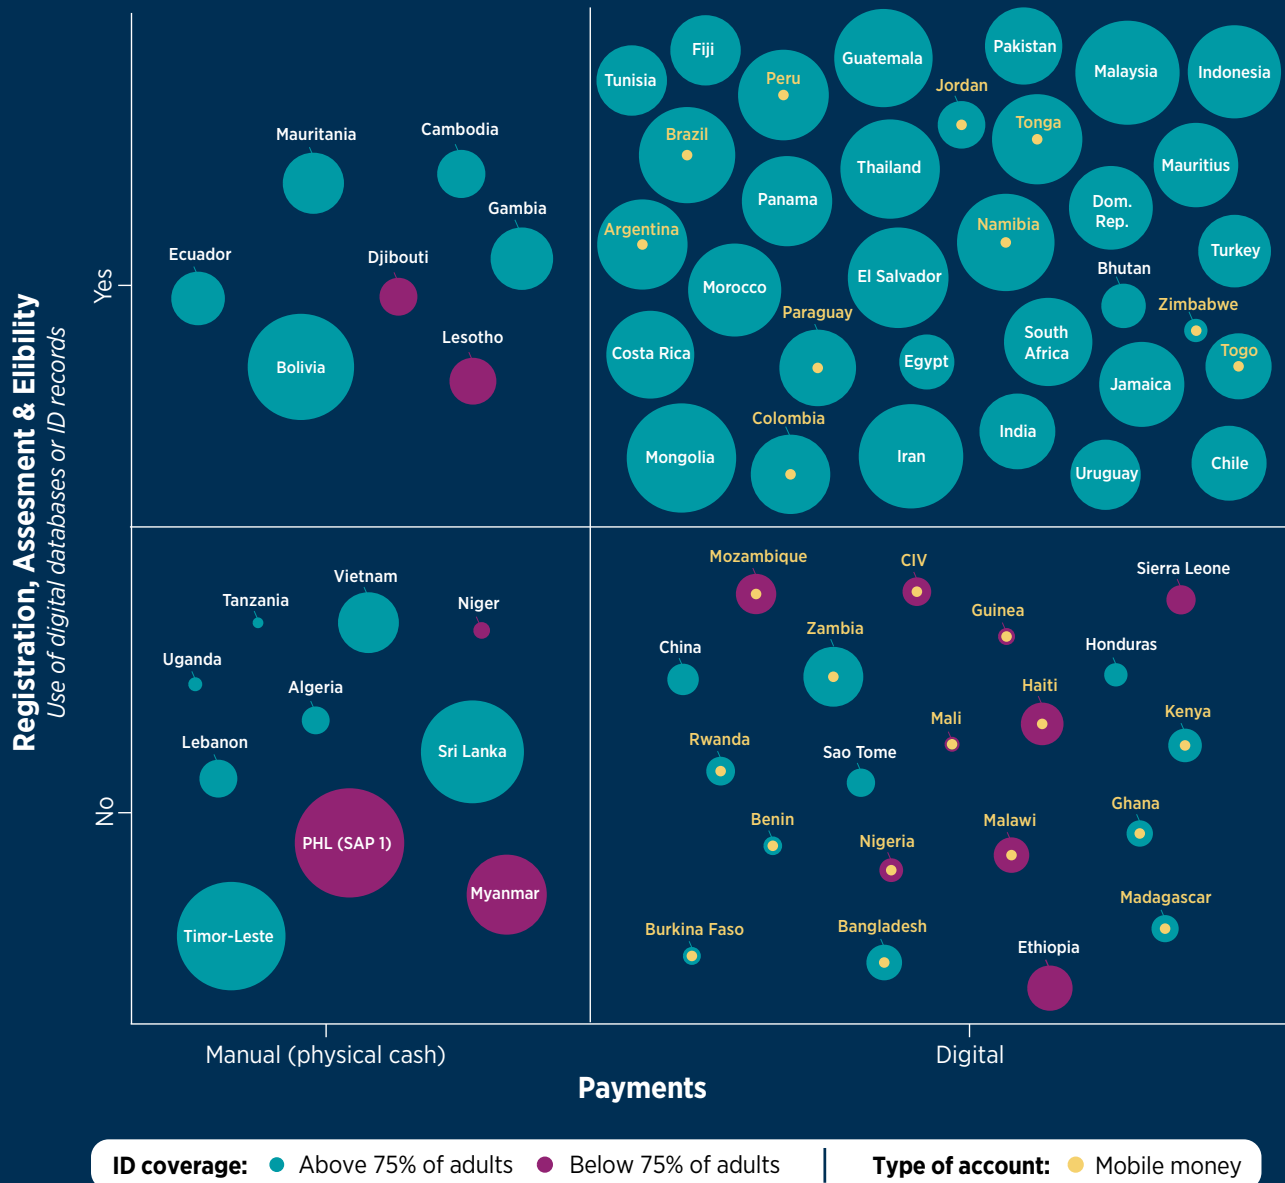 Fiji
Tunisia
Peru
Guatemala
Pakistan
Malaysia
Indonesia
Jordan
Brazil
Tonga
Mauritania
Cambodia
Thailand
Mauritius
Panama
Dom.
Rep.
Gambia
Argentina
Namibia
Turkey
Ecuador
Djibouti
Morocco
El Salvador
Bhutan
Zimbabwe
Paraguay
Lesotho
South
Africa
Costa Rica
Egypt
Togo
Bolivia
Jamaica
Colombia
India
Mongolia
Iran
Uruguay
Chile
Yes
Registration, Assesment & Elibility
Use of digital databases or ID records
No
Vietnam
Tanzania
Niger
Uganda
Algeria
Lebanon
Sri Lanka
PHL (SAP 1)
Myanmar
Timor-Leste
Mozambique
CIV
Sierra Leone
Guinea
Zambia
China
Honduras
Haiti
Mali
Kenya
Rwanda
Sao Tome
Benin
Ghana
Nigeria
Malawi
Madagascar
Burkina Faso
Bangladesh
Ethiopia
Manual (physical cash)
Digital
Payments
ID coverage: Above 75% of adults Below 75% of adults Type of account: Mobile money